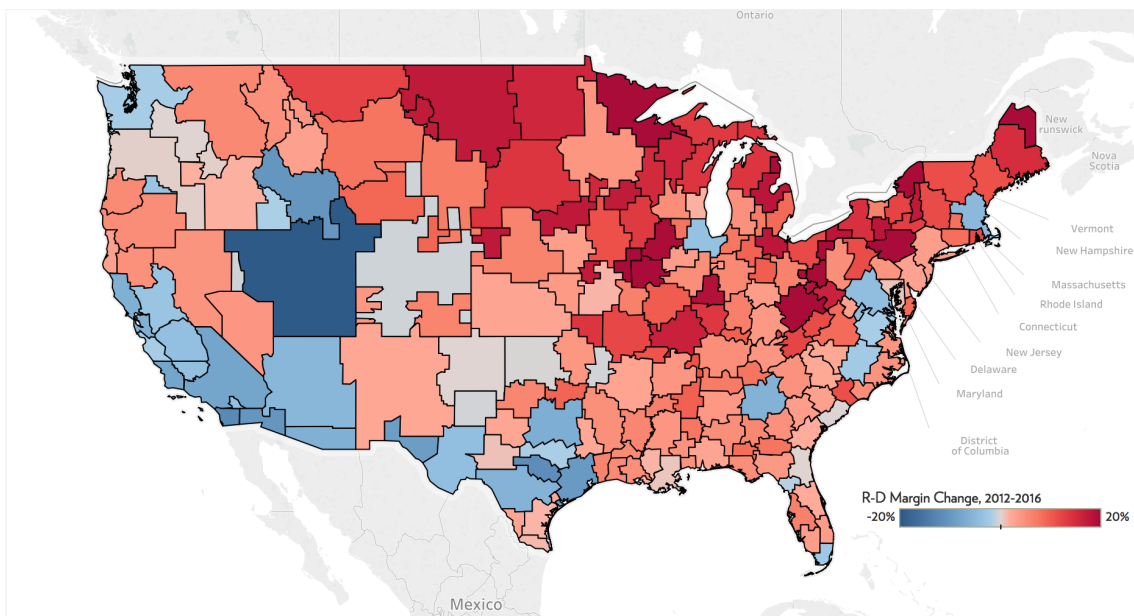 Ontario
New
runswick
Nova
Scotia
Vermont
New Hampshire
Massachusetts
Rhode Island
Connecticut
New Jersey
Delaware
Maryland
District
of Columbia
R-D Margin Change, 2012-2016
-20%
20%
Mexico